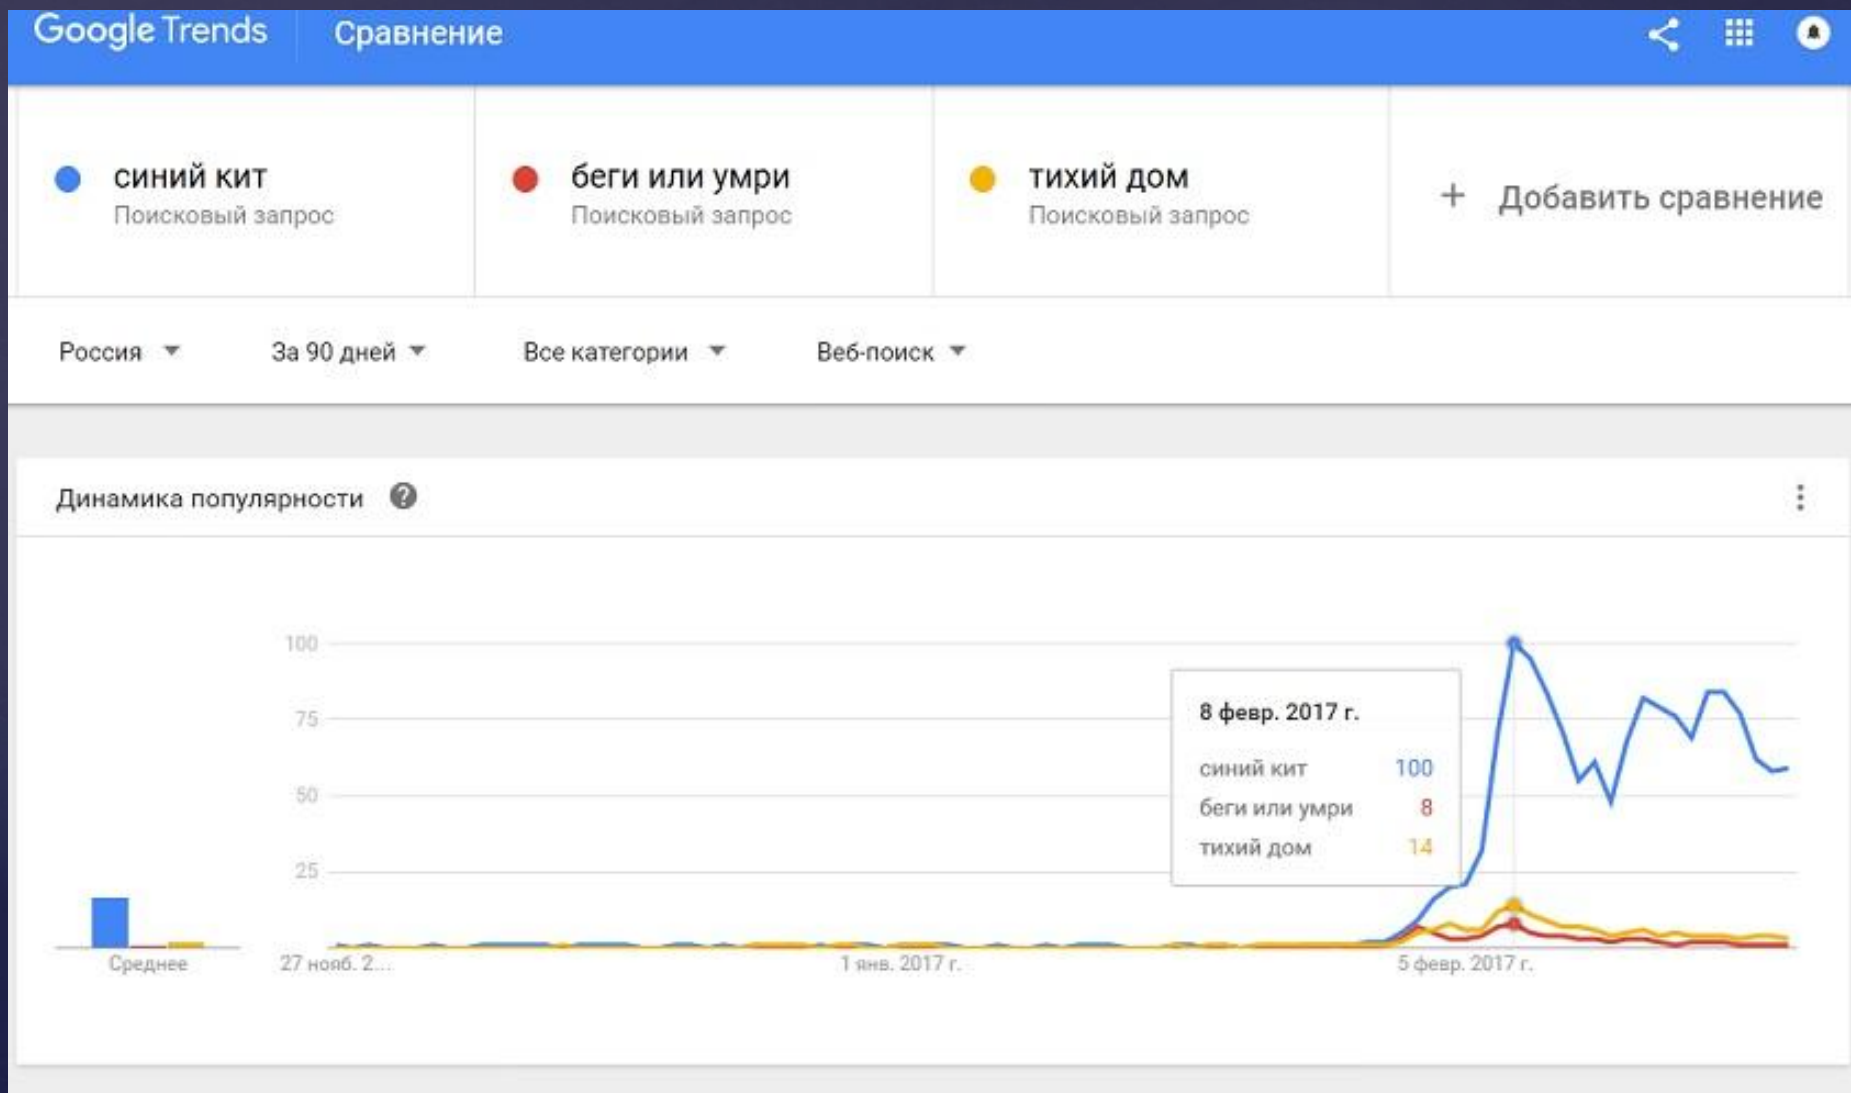 Google Trends Сравнение
синий кит
Поисковый запрос
беги или умри
Поисковый запрос
тихий дом
Поисковый запрос
+ Добавить сравнение
Россия За 90 дней Все категории Веб-поиск
Динамика популярности ?
100
75
50
25
8 февр. 2017 г.
синий кит 100
беги или умри 8
тихий дом 14
Среднее 27 нояб. 2... 1 янв. 2017 г. 5 февр. 2017 г.